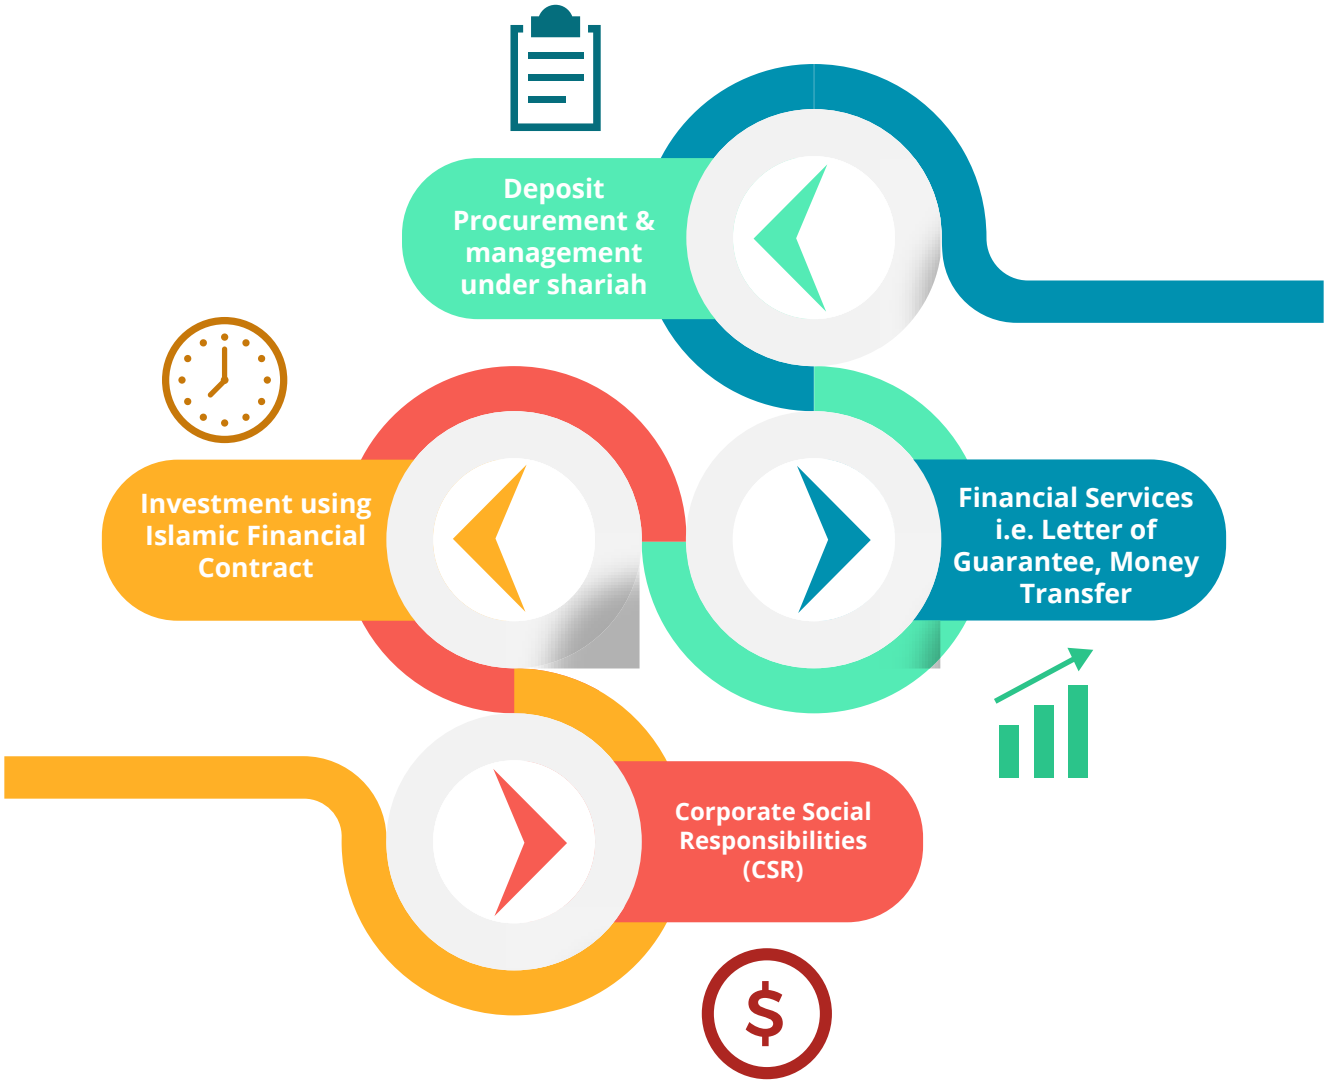 Deposit
Procurement &
management
under shariah
Investment using
Islamic Financial
Contract
Financial Services
i.e. Letter of
Guarantee, Money
Transfer
Corporate Social
Responsibilities
(CSR)
$